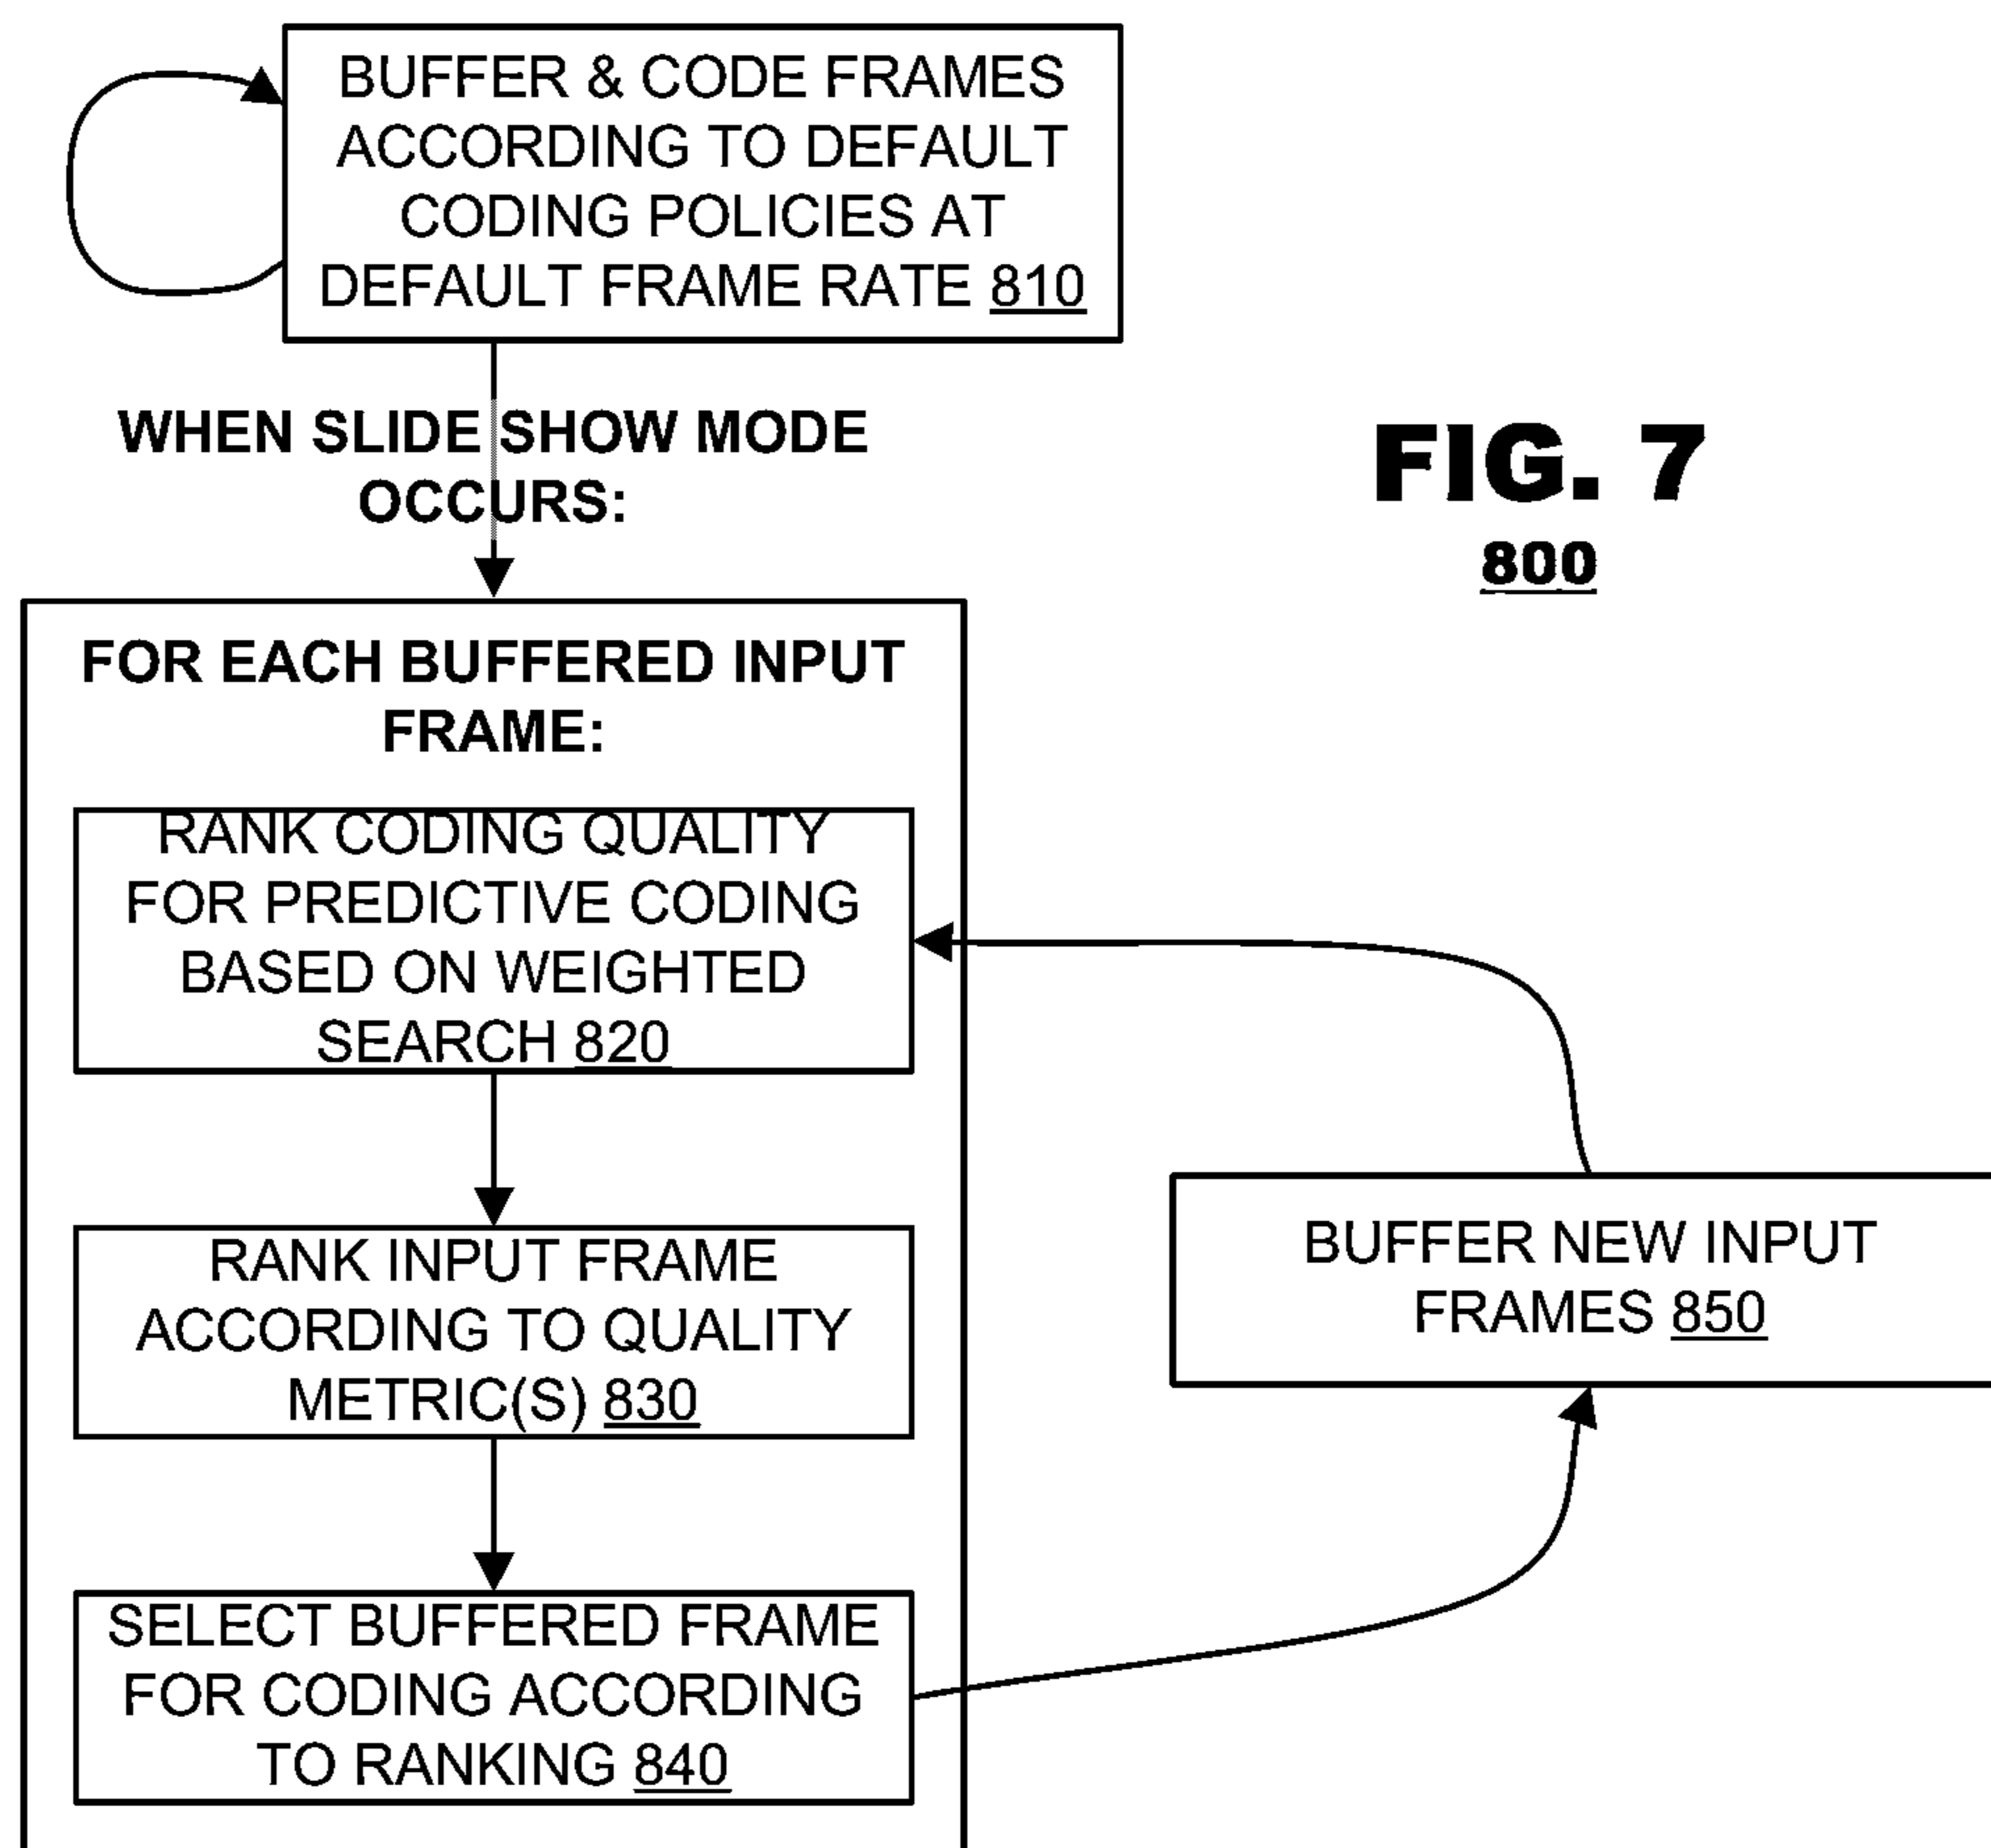 BUFFER & CODE FRAMES
ACCORDING TO DEFAULT
CODING POLICIES AT
DEFAULT FRAME RATE 810
WHEN SLIDE SHOW MODE
OCCURS:
FIG. 7
800
FOR EACH BUFFERED INPUT
FRAME:
RANK CODING QUALITY
FOR PREDICTIVE CODING
BASED ON WEIGHTED
SEARCH 820
RANK INPUT FRAME
ACCORDING TO QUALITY
METRIC(S) 830
SELECT BUFFERED FRAME
FOR CODING ACCORDING
TO RANKING 840
BUFFER NEW INPUT
FRAMES 850